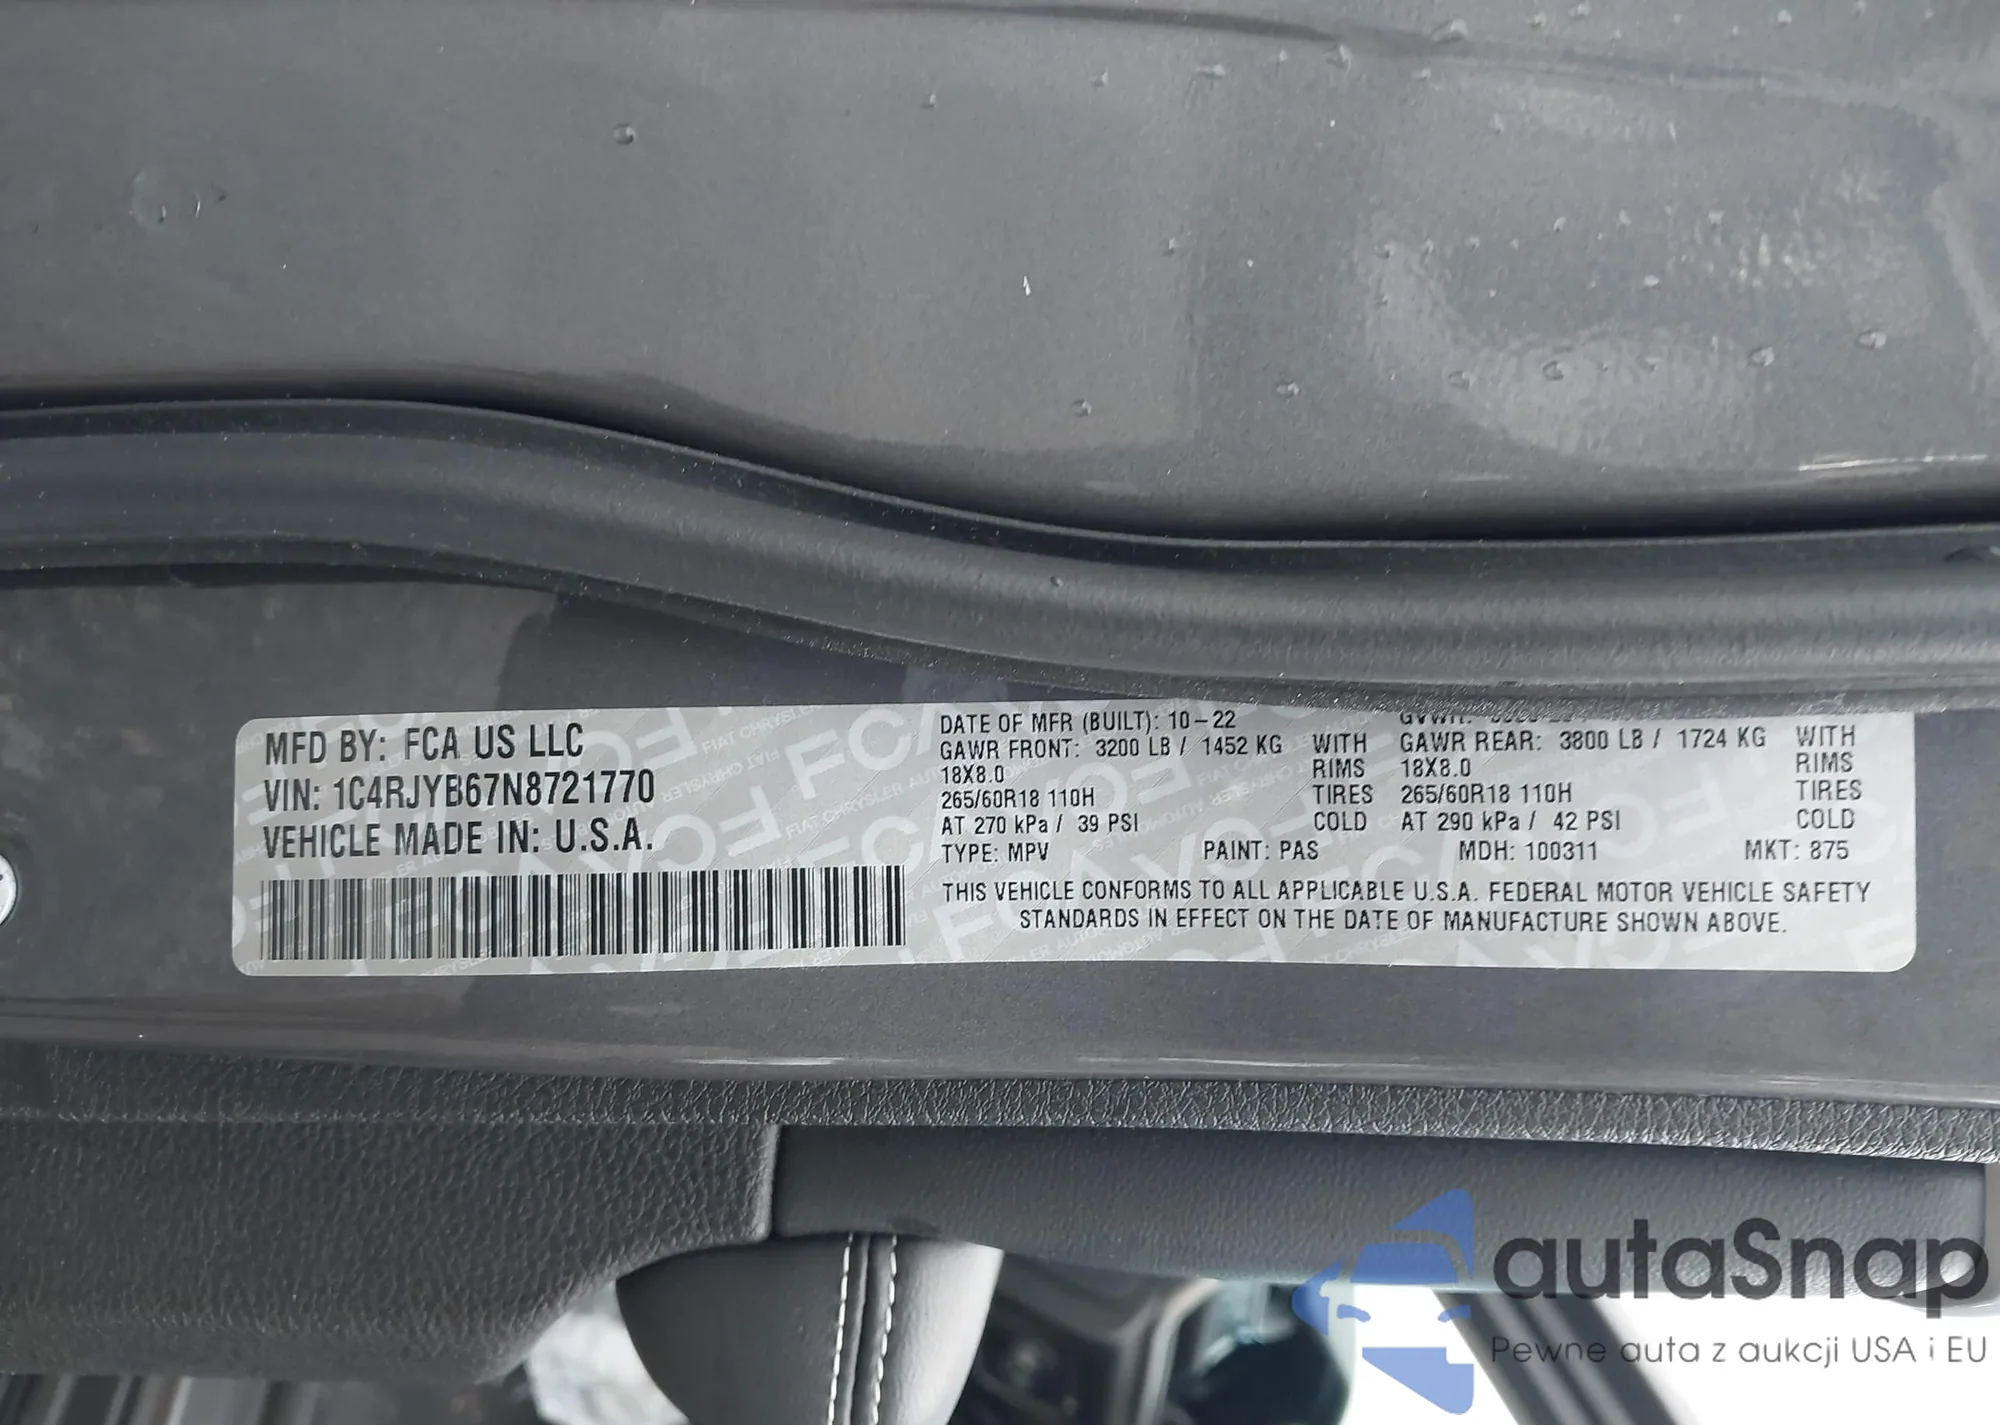 MFD BY: FCA US LLC
VIN: 1C4RJYB67N8721770
VEHICLE MADE IN: U.S.A.
DATE OF MFR (BUILT): 10-22 GVWR:
GAWR FRONT: 3200 LB / 1452 KG WITH GAWR REAR: 3800 LB / 1724 KG WITH
18X8.0 RIMS 18X8.0 RIMS
265/60R18 110H TIRES 265/60R18 110H TIRES
AT 270 kPa / 39 PSI COLD AT 290 kPa / 42 PSI COLD
TYPE: MPV PAINT: PAS MDH: 100311 MKT: 875
THIS VEHICLE CONFORMS TO ALL APPLICABLE U.S.A. FEDERAL MOTOR VEHICLE SAFETY
STANDARDS IN EFFECT ON THE DATE OF MANUFACTURE SHOWN ABOVE.
autaSnap
Pewne auta z aukcji USA i EU